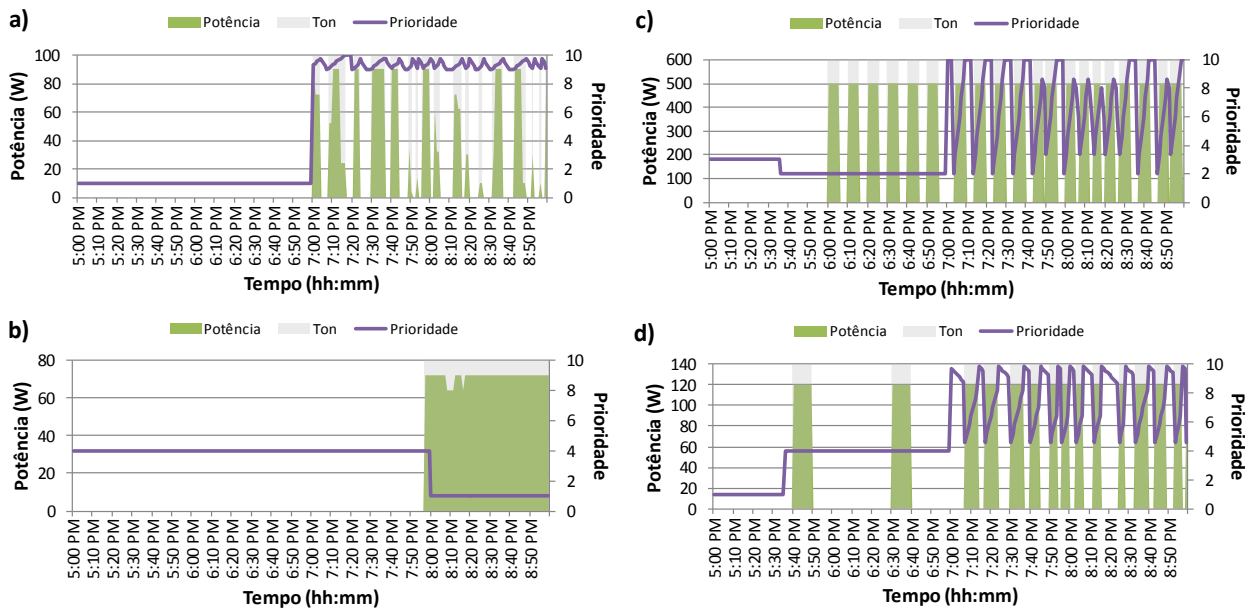 a)
Potência Ton Prioridade
Potência (W)
100
80
60
40
20
0
10
8
6
4
2
0
Prioridade
5:00 PM
5:10 PM
5:20 PM
5:30 PM
5:40 PM
5:50 PM
6:00 PM
6:10 PM
6:20 PM
6:30 PM
6:40 PM
6:50 PM
7:00 PM
7:10 PM
7:20 PM
7:30 PM
7:40 PM
7:50 PM
8:00 PM
8:10 PM
8:20 PM
8:30 PM
8:40 PM
8:50 PM
Tempo (hh:mm)
b)
Potência Ton Prioridade
Potência (W)
80
60
40
20
0
10
8
6
4
2
0
Prioridade
5:00 PM
5:10 PM
5:20 PM
5:30 PM
5:40 PM
5:50 PM
6:00 PM
6:10 PM
6:20 PM
6:30 PM
6:40 PM
6:50 PM
7:00 PM
7:10 PM
7:20 PM
7:30 PM
7:40 PM
7:50 PM
8:00 PM
8:10 PM
8:20 PM
8:30 PM
8:40 PM
8:50 PM
Tempo (hh:mm)
c)
Potência Ton Prioridade
Potência (W)
600
500
400
300
200
100
0
10
8
6
4
2
0
Prioridade
5:00 PM
5:10 PM
5:20 PM
5:30 PM
5:40 PM
5:50 PM
6:00 PM
6:10 PM
6:20 PM
6:30 PM
6:40 PM
6:50 PM
7:00 PM
7:10 PM
7:20 PM
7:30 PM
7:40 PM
7:50 PM
8:00 PM
8:10 PM
8:20 PM
8:30 PM
8:40 PM
8:50 PM
Tempo (hh:mm)
d)
Potência Ton Prioridade
Potência (W)
140
120
100
80
60
40
20
0
10
8
6
4
2
0
Prioridade
5:00 PM
5:10 PM
5:20 PM
5:30 PM
5:40 PM
5:50 PM
6:00 PM
6:10 PM
6:20 PM
6:30 PM
6:40 PM
6:50 PM
7:00 PM
7:10 PM
7:20 PM
7:30 PM
7:40 PM
7:50 PM
8:00 PM
8:10 PM
8:20 PM
8:30 PM
8:40 PM
8:50 PM
Tempo (hh:mm)